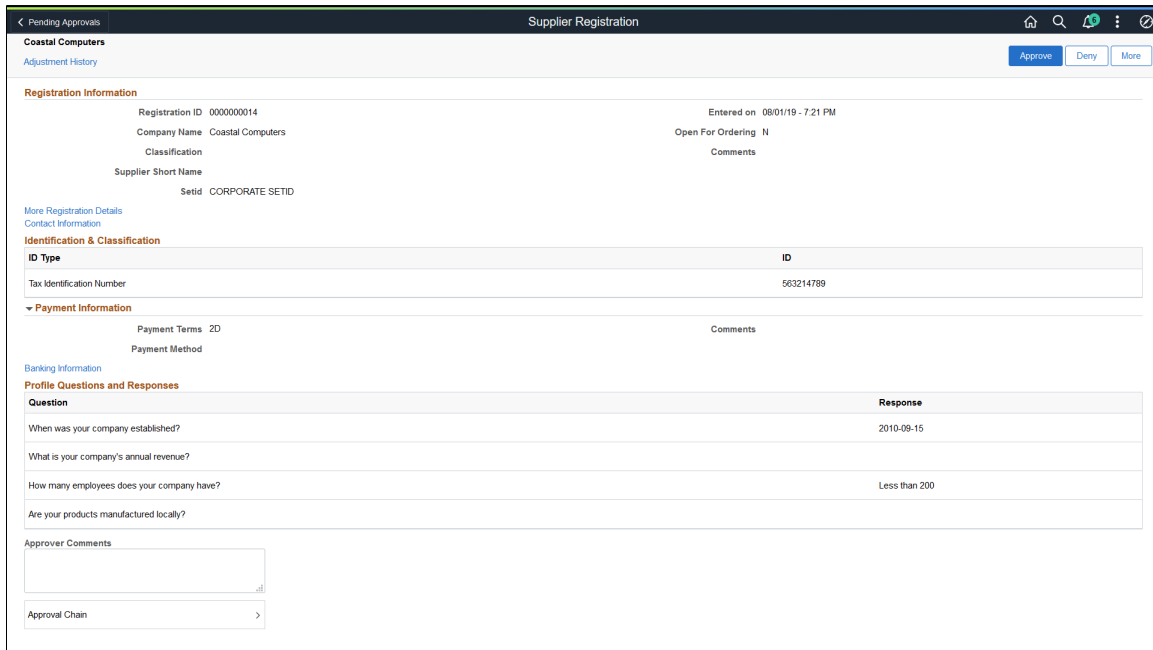 Pending Approvals Supplier Registration 6
Coastal Computers
Adjustment History Approve Deny More
Registration Information
Registration ID 0000000014 Entered on 08/01/19 - 7:21 PM
Company Name Coastal Computers Open For Ordering N
Classification Comments
Supplier Short Name
Setid CORPORATE SETID
More Registration Details
Contact Information
Identification & Classification
ID Type ID
Tax Identification Number 563214789
Payment Information
Payment Terms 2D Comments
Payment Method
Banking Information
Profile Questions and Responses
Question Response
When was your company established? 2010-09-15
What is your company's annual revenue?
How many employees does your company have? Less than 200
Are your products manufactured locally?
Approver Comments
Approval Chain